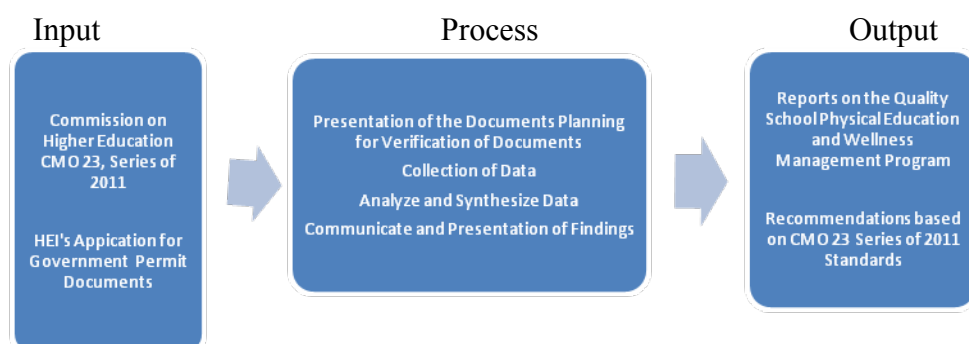 Input
Process
Output
Commission on
Higher Education
CMO 23, Series of
2011
HEI's Appication for
Government Permit
Documents
Presentation of the Documents Planning
for Verification of Documents
Collection of Data
Analyze and Synthesize Data
Communicate and Presentation of Findings
Reports on the Quality
School Physical Education
and Wellness
Management Program
Recommendations based
on CMO 23 Series of 2011
Standards